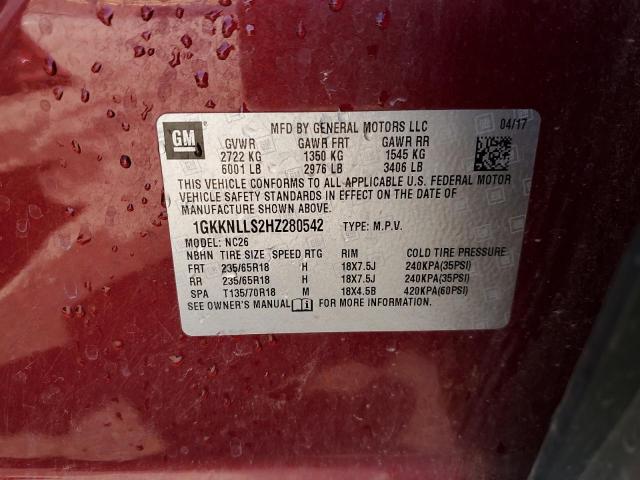 GM
MFD BY GENERAL MOTORS LLC 04/17
GVWR GAWR FRT GAWR RR
2722 KG 1350 KG 1545 KG
6001 LB 2976 LB 3406 LB
THIS VEHICLE CONFORMS TO ALL APPLICABLE U.S. FEDERAL MOTOR
VEHICLE SAFETY STANDARDS IN EFFECT ON THE DATE OF
MANUFACTURE SHOWN ABOVE.
1GKKNLLS2HZ280542 TYPE: M.P.V.
MODEL: NC26
NBHN TIRE SIZE SPEED RTG RIM COLD TIRE PRESSURE
FRT 235/65R18 H 18X7.5J 240KPA(35PSI)
RR 235/65R18 H 18X7.5J 240KPA(35PSI)
SPA T135/70R18 M 18X4.5B 420KPA(60PSI)
SEE OWNER'S MANUAL FOR MORE INFORMATION.